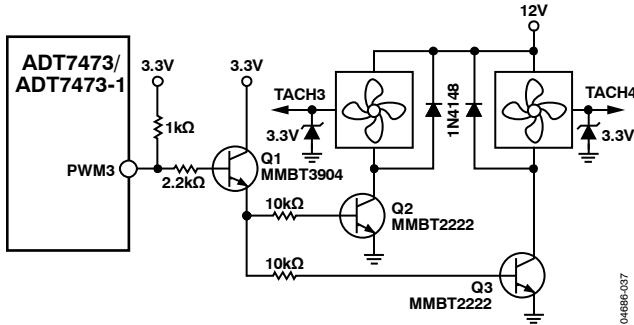 12V
ADT7473/
ADT7473-1
3.3V
3.3V
TACH3
TACH4
1N4148
3.3V
3.3V
1kΩ
Q1
MMBT3904
PWM3
2.2kΩ
10kΩ
Q2
MMBT2222
10kΩ
Q3
MMBT2222
04686-037